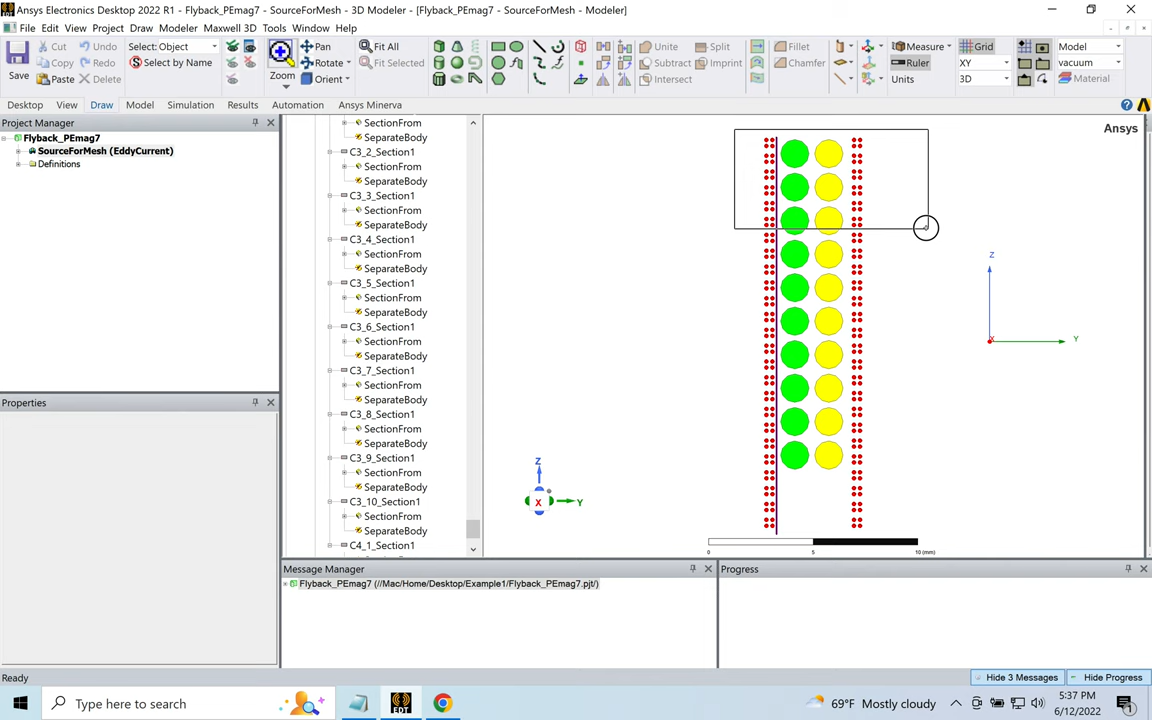 Ansys Electronics Desktop 2022 R1 - Flyback_PEmag7 - SourceForMesh - 3D Modeler - [Flyback_PEmag7 - SourceForMesh - Modeler]
File Edit View Project Draw Modeler Maxwell 3D Tools Window Help
Save
Cut
Copy
Paste
Undo
Redo
Delete
Select: Object
Select by Name
Zoom
Pan
Rotate
Orient
Fit All
Fit Selected
Unite
Subtract
Intersect
Split
Imprint
Fillet
Chamfer
Measure
Ruler
Units
Grid
XY
3D
Model
vacuum
Material
Desktop View Draw Model Simulation Results Automation Ansys Minerva
Project Manager
Flyback_PEmag7
SourceForMesh (EddyCurrent)
Definitions
Properties
SectionFrom
SeparateBody
C3_2_Section1
SectionFrom
SeparateBody
C3_3_Section1
SectionFrom
SeparateBody
C3_4_Section1
SectionFrom
SeparateBody
C3_5_Section1
SectionFrom
SeparateBody
C3_6_Section1
SectionFrom
SeparateBody
C3_7_Section1
SectionFrom
SeparateBody
C3_8_Section1
SectionFrom
SeparateBody
C3_9_Section1
SectionFrom
SeparateBody
C3_10_Section1
SectionFrom
SeparateBody
C4_1_Section1
Ansys
Z
Y
X
Z
X
Y
0 5 10 (mm)
Message Manager
Flyback_PEmag7 (//Mac/Home/Desktop/Example1/Flyback_PEmag7.pjt/)
Progress
Ready
Hide 3 Messages
Hide Progress
Type here to search
EDT
69°F Mostly cloudy
5:37 PM
6/12/2022
1